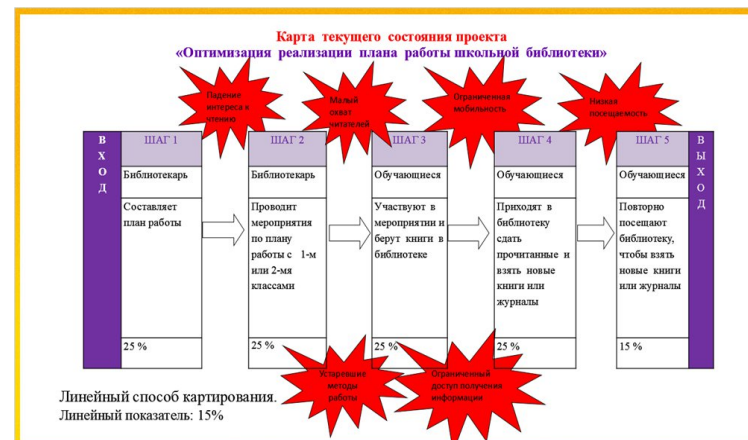 Карта текущего состояния проекта
«Оптимизация реализации плана работы школьной библиотеки»
Падение
интереса к
чтению
Малый
охват
читателей
Ограниченная
мобильность
Низкая
посещаемость
ВХОД
ШАГ 1
Библиотекарь
Составляет
план работы
25 %
ШАГ 2
Библиотекарь
Проводит
мероприятия
по плану
работы с 1-м
или 2-мя
классами
25 %
ШАГ 3
Обучающиеся
Участвуют в
мероприятии и
берут книги в
библиотеке
25 %
ШАГ 4
Обучающиеся
Приходят в
библиотеку
сдать
прочитанные и
взять новые
книги или
журналы
25 %
ШАГ 5
Обучающиеся
Повторно
посещают
библиотеку,
чтобы взять
новые книги
или журналы
15 %
ВЫХОД
Устаревшие
методы
работы
Ограниченный
доступ получения
информации
Линейный способ картирования.
Линейный показатель: 15%